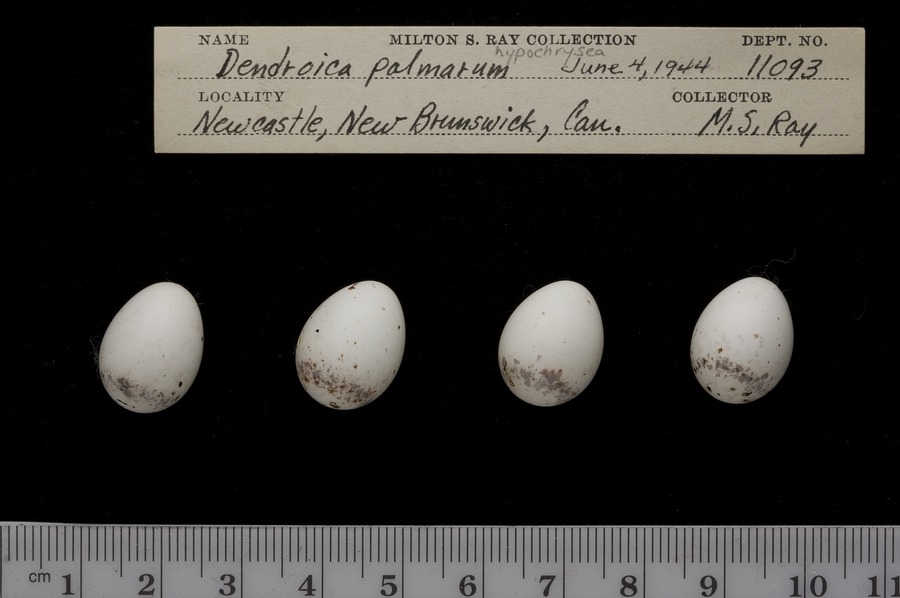 NAME MILTON S. RAY COLLECTION DEPT. NO.
hypochrysea
Dendroica palmarum June 4, 1944 11093
LOCALITY COLLECTOR
Newcastle, New Brunswick, Can. M.S. Ray
cm 1 2 3 4 5 6 7 8 9 10 11